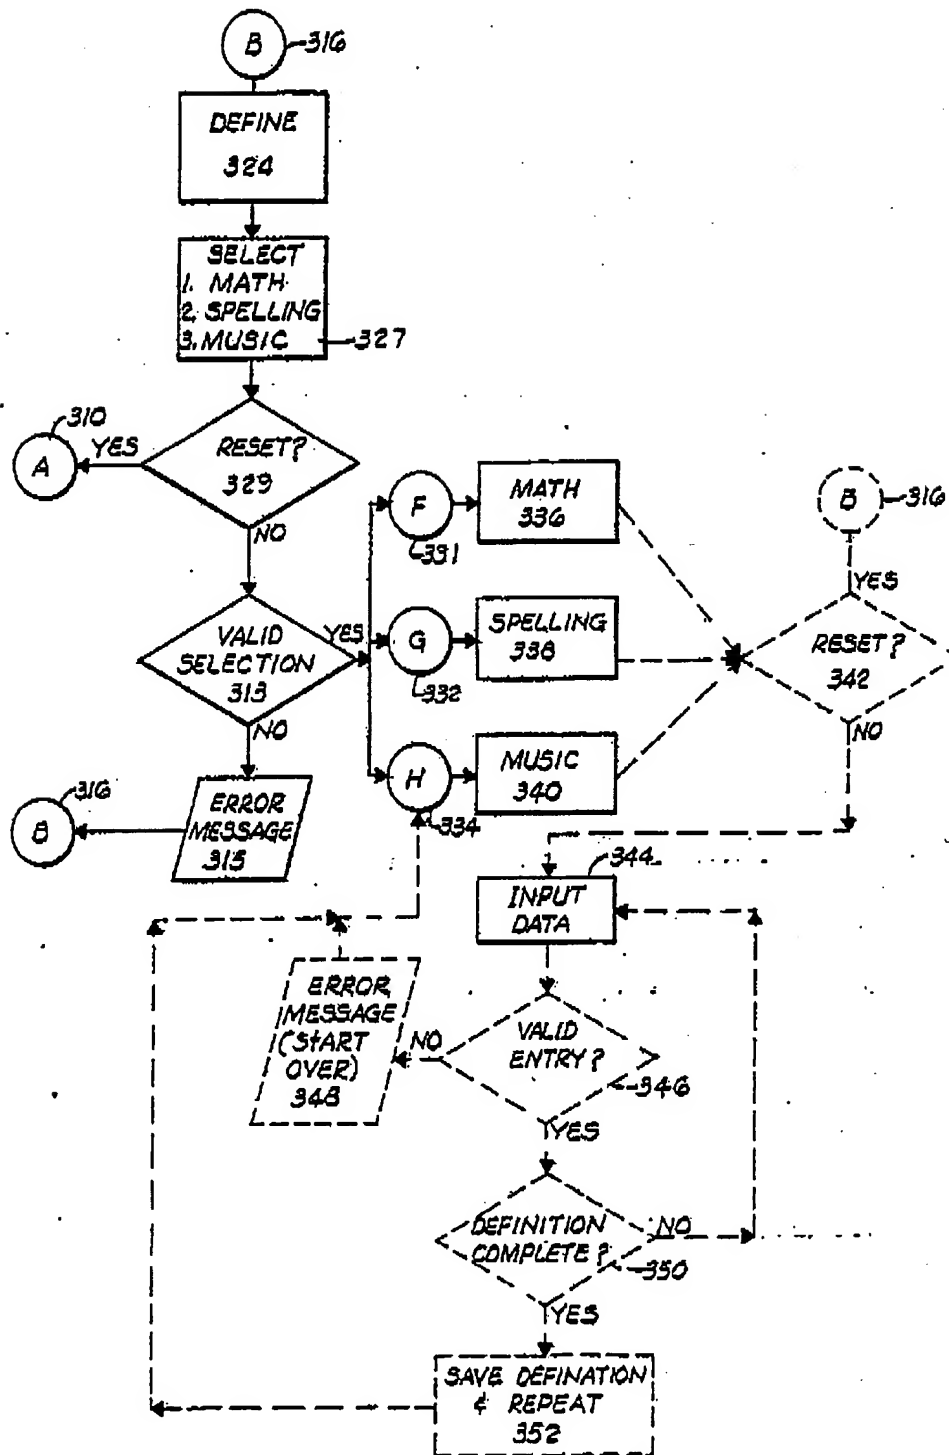 B
316
DEFINE
324
SELECT
1. MATH
2. SPELLING
3. MUSIC
327
310
A
YES
RESET?
329
NO
VALID
SELECTION
313
YES
NO
316
B
ERROR
MESSAGE
315
F
331
MATH
336
G
332
SPELLING
338
H
334
MUSIC
340
B
316
YES
RESET?
342
NO
344
INPUT
DATA
VALID
ENTRY?
346
NO
ERROR
MESSAGE
(START
OVER)
348
YES
DEFINITION
COMPLETE?
350
NO
YES
SAVE DEFINATION
& REPEAT
352